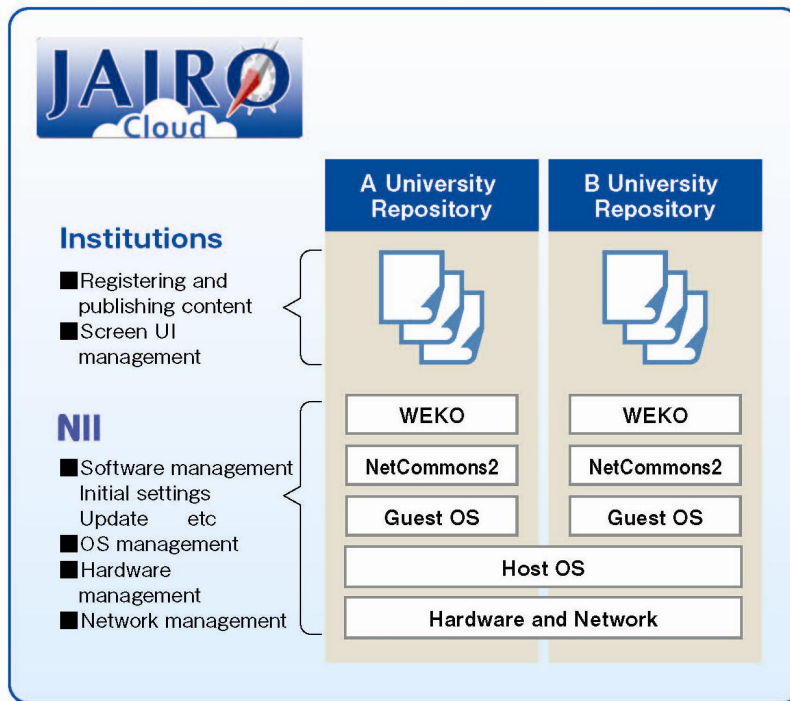 JAIRO
Cloud
A University
Repository
B University
Repository
Institutions
■Registering and
publishing content
■Screen UI
management
NII
■Software management
Initial settings
Update etc
■OS management
■Hardware
management
■Network management
WEKO
WEKO
NetCommons2
NetCommons2
Guest OS
Guest OS
Host OS
Hardware and Network